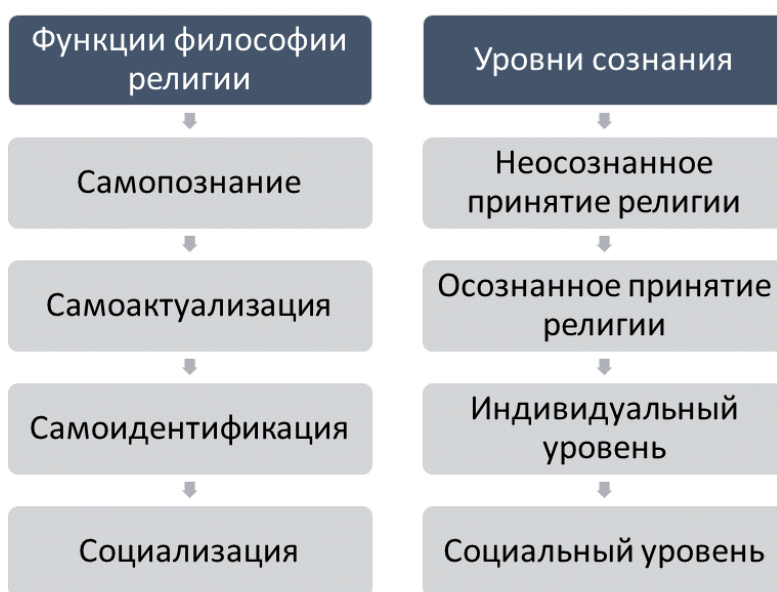 Функции философии
религии
Самопознание
Самоактуализация
Самоидентификация
Социализация
Уровни сознания
Неосознанное
принятие религии
Осознанное принятие
религии
Индивидуальный
уровень
Социальный уровень